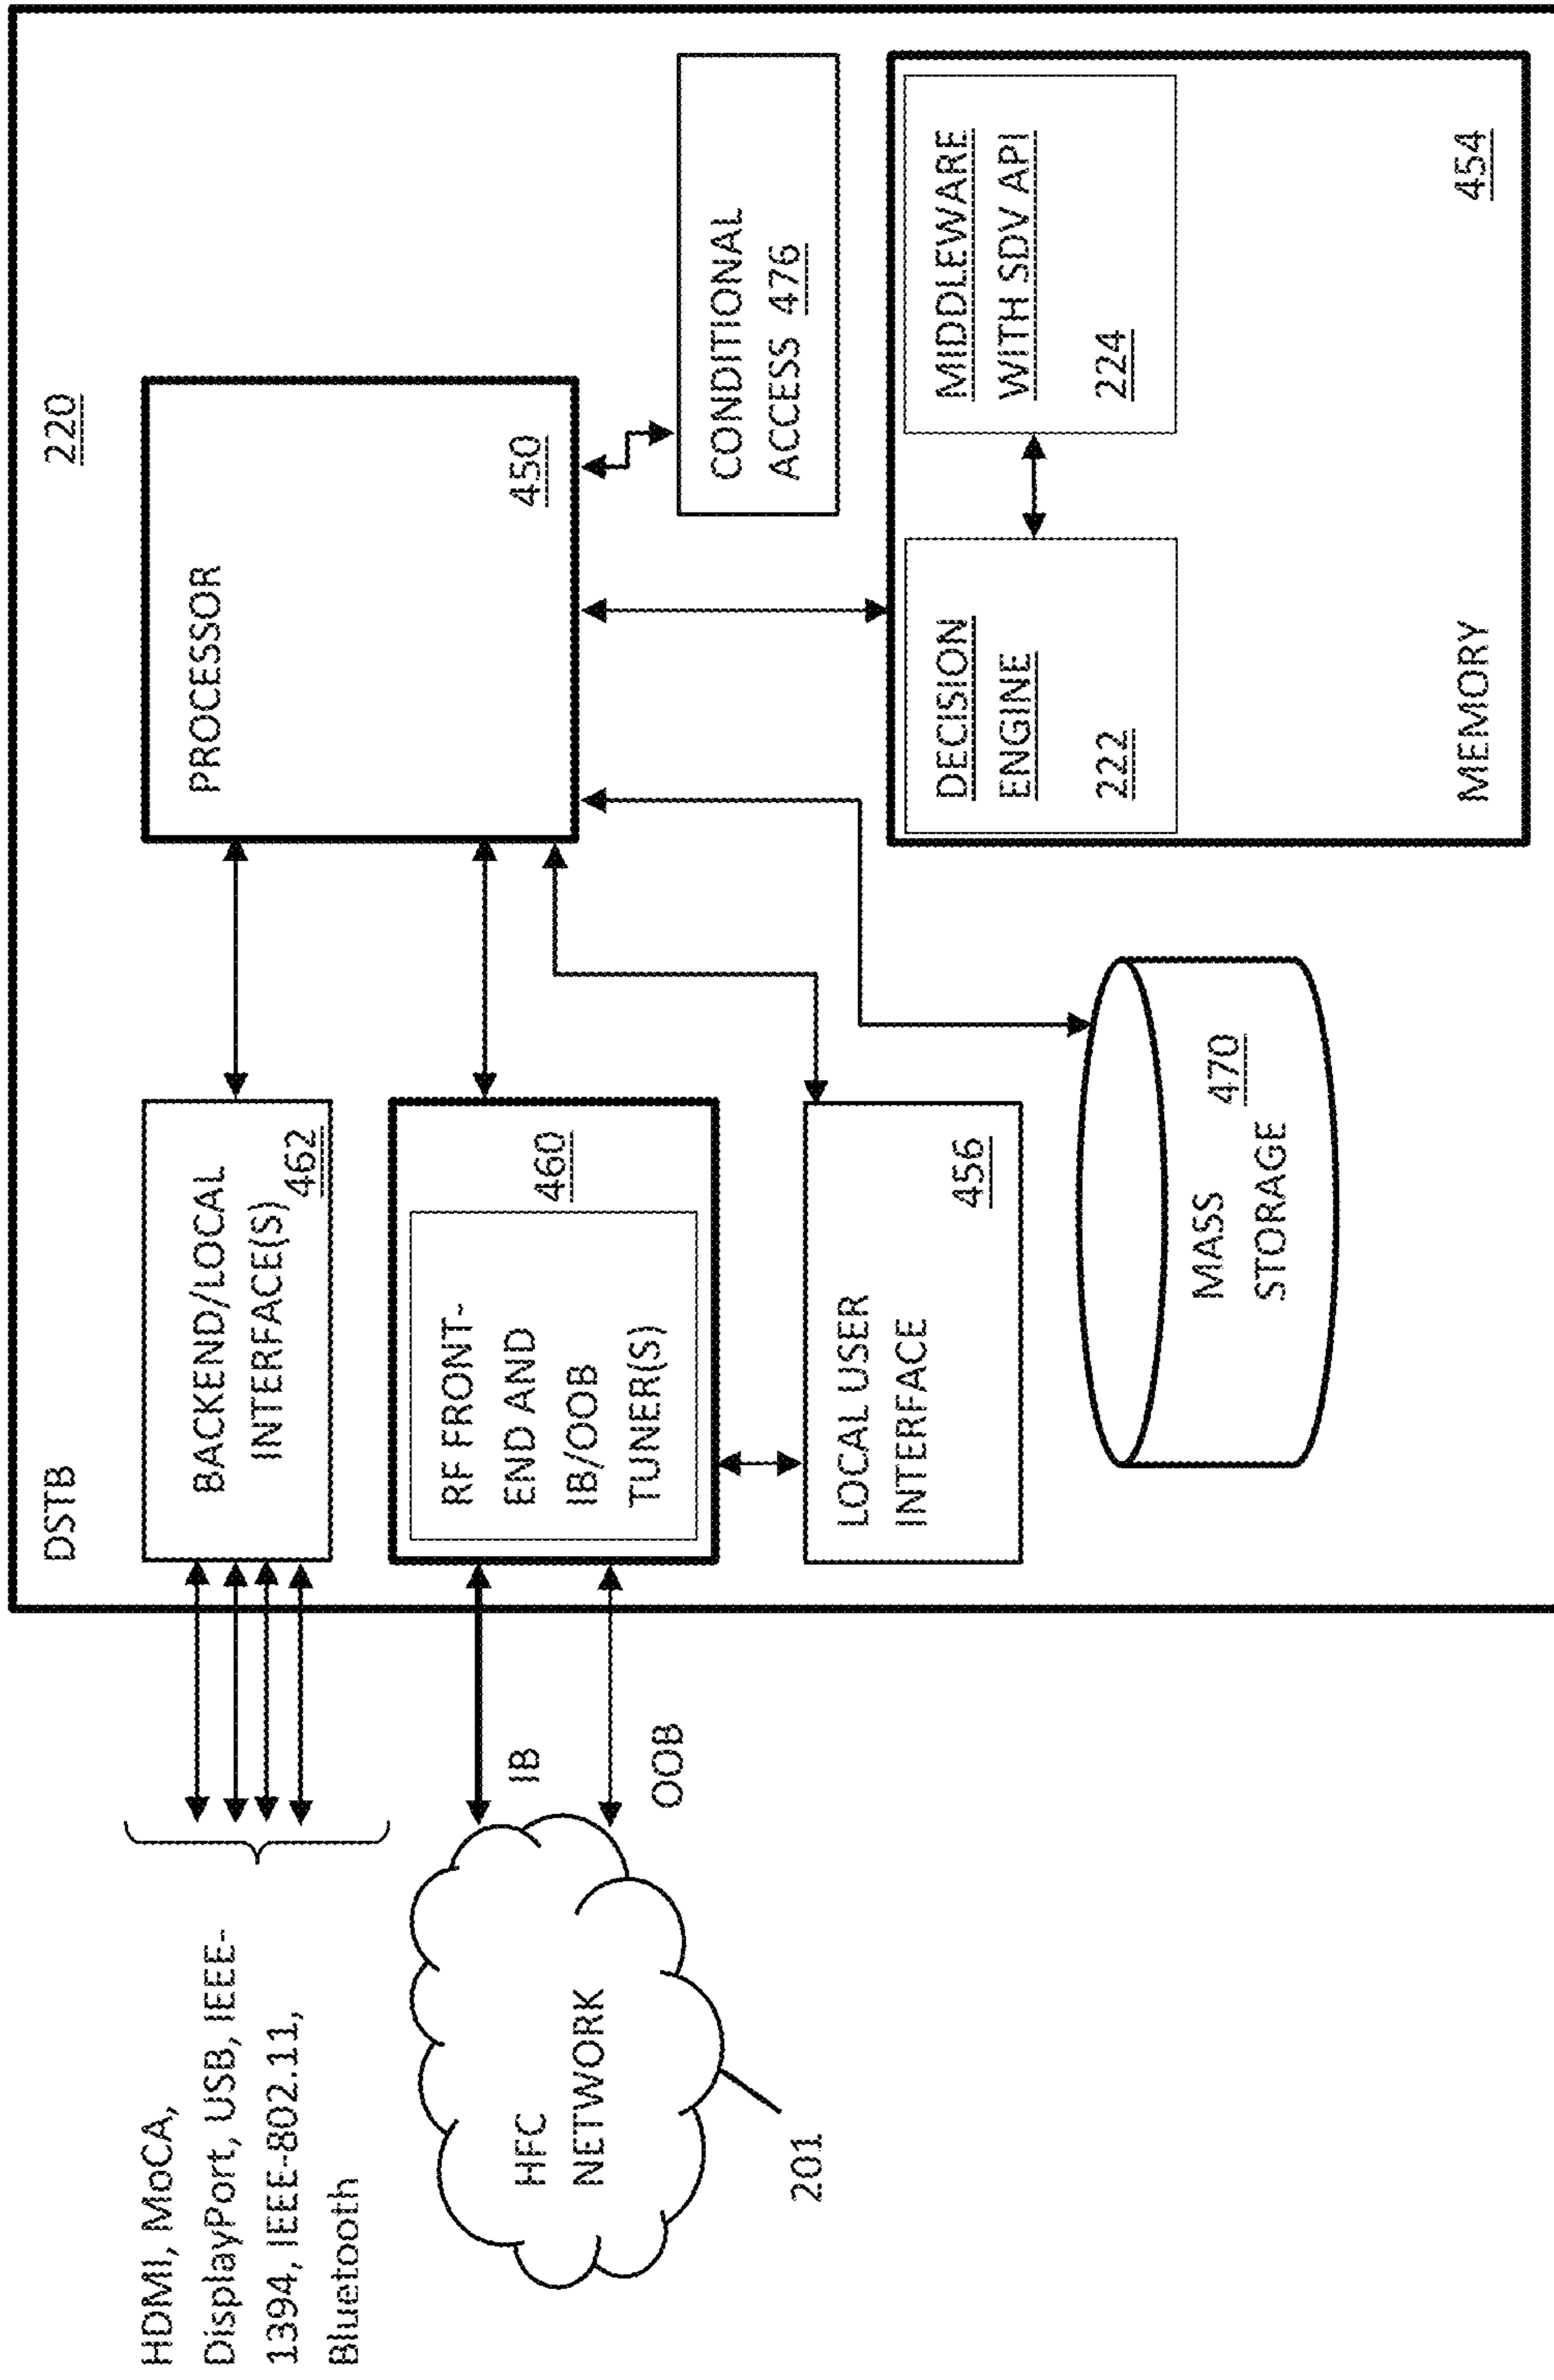 DSTB
220
HDMI, MoCA,
DisplayPort, USB, IEEE-
1394, IEEE-802.11,
Bluetooth
BACKEND/LOCAL
INTERFACE(S)
462
PROCESSOR
450
IB
OOB
HFC
NETWORK
201
RF FRONT-
END AND
IB/OOB
TUNER(S)
460
LOCAL USER
INTERFACE
456
CONDITIONAL
ACCESS 476
MASS
STORAGE
470
DECISION
ENGINE
222
MIDDLEWARE
WITH SDV API
224
MEMORY
454